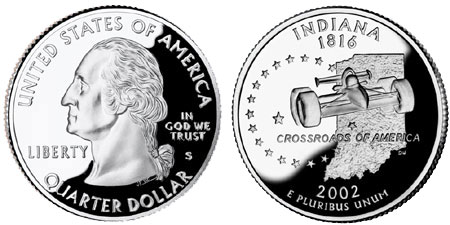 UNITED STATES OF AMERICA
LIBERTY
IN
GOD WE
TRUST
S
QUARTER DOLLAR
INDIANA
1816
CROSSROADS OF AMERICA
2002
E PLURIBUS UNUM